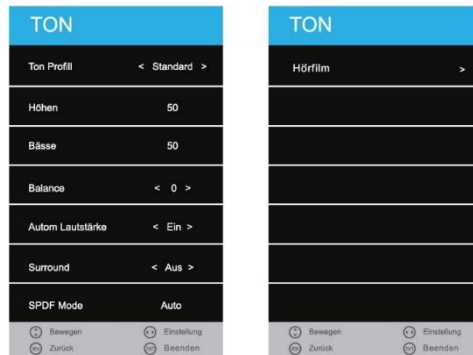 TON
Ton Profill < Standard >
Höhen 50
Bässe 50
Balance < 0 >
Autom Lautstärke < Ein >
Surround < Aus >
SPDF Mode Auto
Bewegen Einstellung
Zurück Beenden
TON
Hörfilm >
Bewegen Einstellung
Zurück Beenden